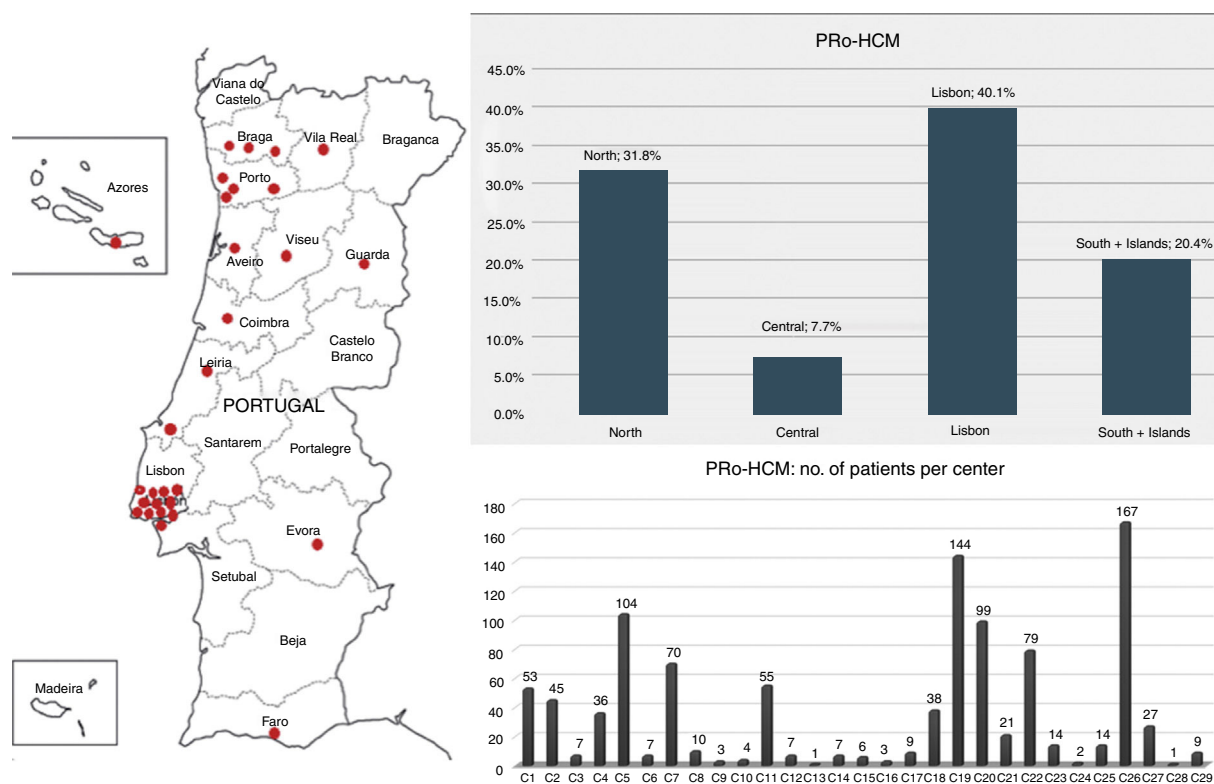 Viana do
Castelo
Braga
Vila Real
Braganca
Porto
Azores
Viseu
Guarda
Aveiro
Coimbra
Castelo
Branco
Leiria
PORTUGAL
Santarem
Portalegre
Lisbon
Evora
Setubal
Beja
Madeira
Faro
PRo-HCM
45.0%
40.0%
35.0%
30.0%
25.0%
20.0%
15.0%
10.0%
5.0%
0.0%
North; 31.8%
Central; 7.7%
Lisbon; 40.1%
South + Islands; 20.4%
North Central Lisbon South + Islands
PRo-HCM: no. of patients per center
180
160
140
120
100
80
60
40
20
0
53 45 7 36 104 7 70 10 3 4 55 7 1 7 6 3 9 38 144 99 21 79 14 2 14 167 27 1 9
C1 C2 C3 C4 C5 C6 C7 C8 C9 C10 C11 C12 C13 C14 C15 C16 C17 C18 C19 C20 C21 C22 C23 C24 C25 C26 C27 C28 C29